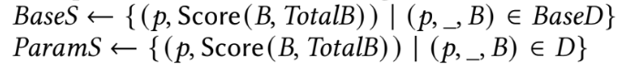 BaseS ← {(p, Score(B, TotalB)) | (p, _, B) ∈ BaseD}
ParamS ← {(p, Score(B, TotalB)) | (p, _, B) ∈ D}